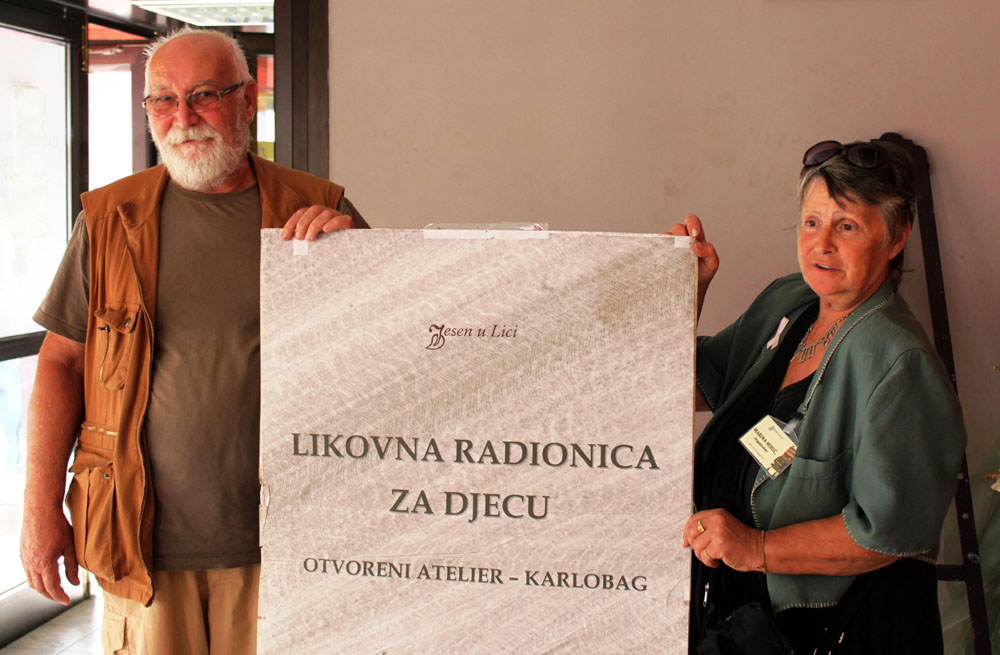 Jesen u Lici
LIKOVNA RADIONICA
ZA DJECU
OTVORENI ATELIER – KARLOBAG